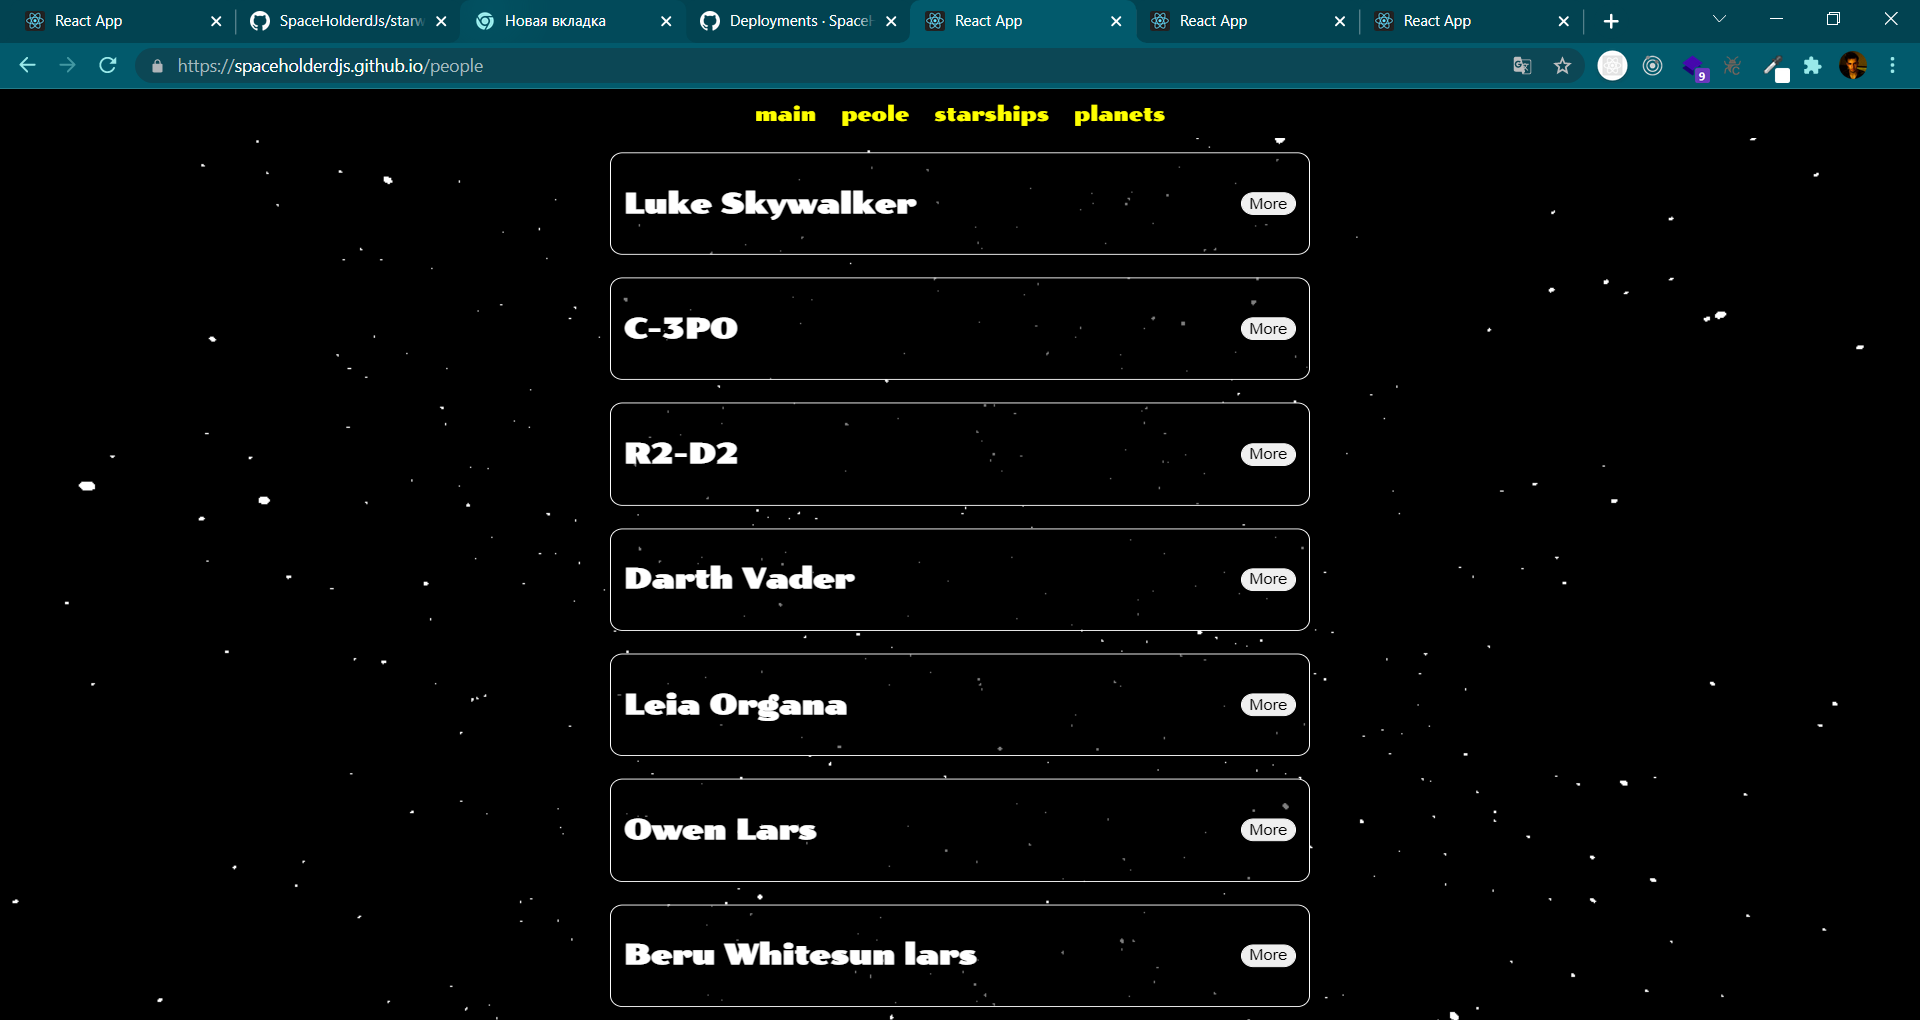 React App
SpaceHolderdJs/starw
Новая вкладка
Deployments · SpaceH
React App
React App
React App
https://spaceholderdjs.github.io/people
9
main peole starships planets
Luke Skywalker
More
C-3PO
More
R2-D2
More
Darth Vader
More
Leia Organa
More
Owen Lars
More
Beru Whitesun lars
More